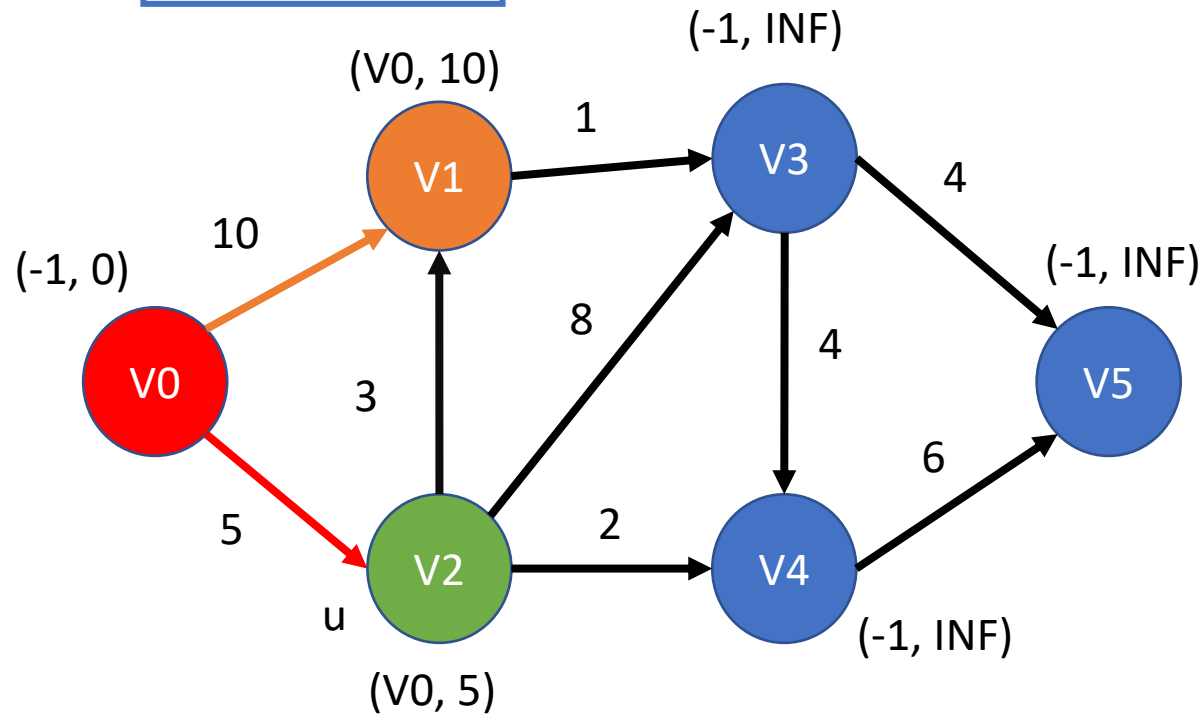 (-1, INF)
(V0, 10)
1
V3
V1
4
10
(-1, 0)
(-1, INF)
8
4
V0
3
V5
6
5
2
V2
V4
u
(-1, INF)
(V0, 5)